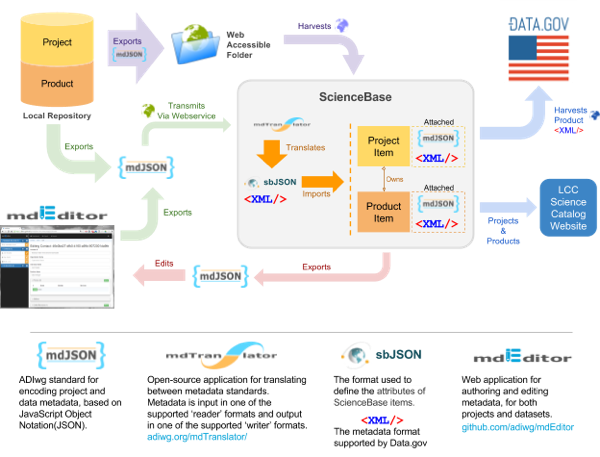 Project
Product
Local Repository
Exports
{mdJSON}
Web
Accessible
Folder
Harvests
DATA.GOV
Exports
{mdJSON}
Transmits
Via Webservice
ScienceBase
mdTranslator
Translates
sbJSON
<XML/>
Imports
Project
Item
Attached
{mdJSON}
<XML/>
Owns
Product
Item
Attached
{mdJSON}
<XML/>
Harvests
Product
<XML/>
LCC
Science
Catalog
Website
Projects
&
Products
mdEditor
Exports
Edits
{mdJSON}
Exports
{mdJSON}
ADIwg standard for
encoding project and
data metadata, based on
JavaScript Object
Notation(JSON).
mdTranslator
Open-source application for translating
between metadata standards.
Metadata is input in one of the
supported ‘reader’ formats and output
in one of the supported ‘writer’ formats.
adiwg.org/mdTranslator/
sbJSON
The format used to
define the attributes of
ScienceBase items.
<XML/>
The metadata format
supported by Data.gov
mdEditor
Web application for
authoring and editing
metadata, for both
projects and datasets.
github.com/adiwg/mdEditor